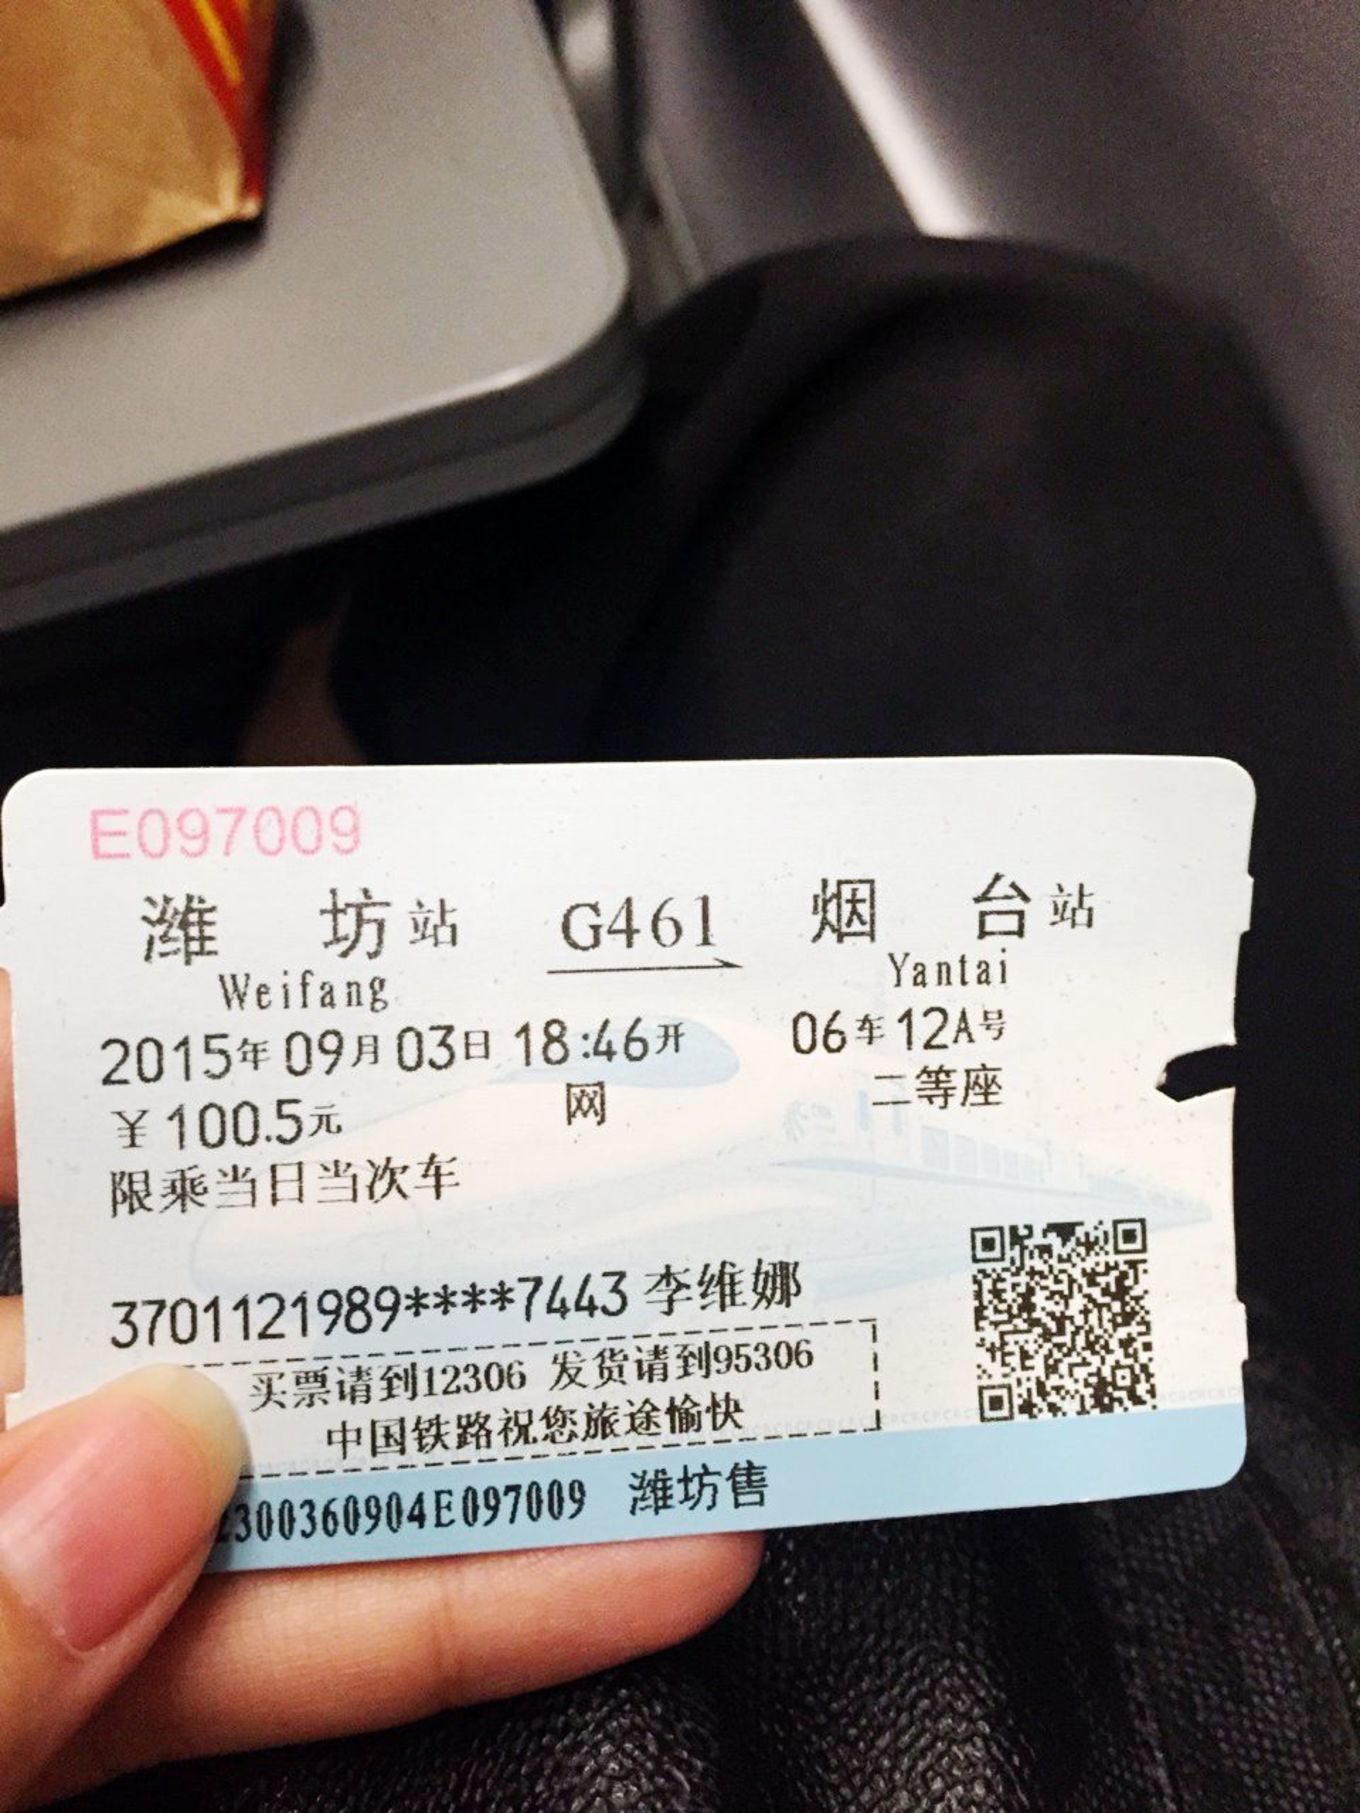 E097009
潍坊站 G461 烟台站
Weifang Yantai
2015年09月03日 18:46开 06车12A号
¥100.5元 网 二等座
限乘当日当次车
3701121989****7443 李维娜
买票请到12306 发货请到95306
中国铁路祝您旅途愉快
2300360904E097009 潍坊售